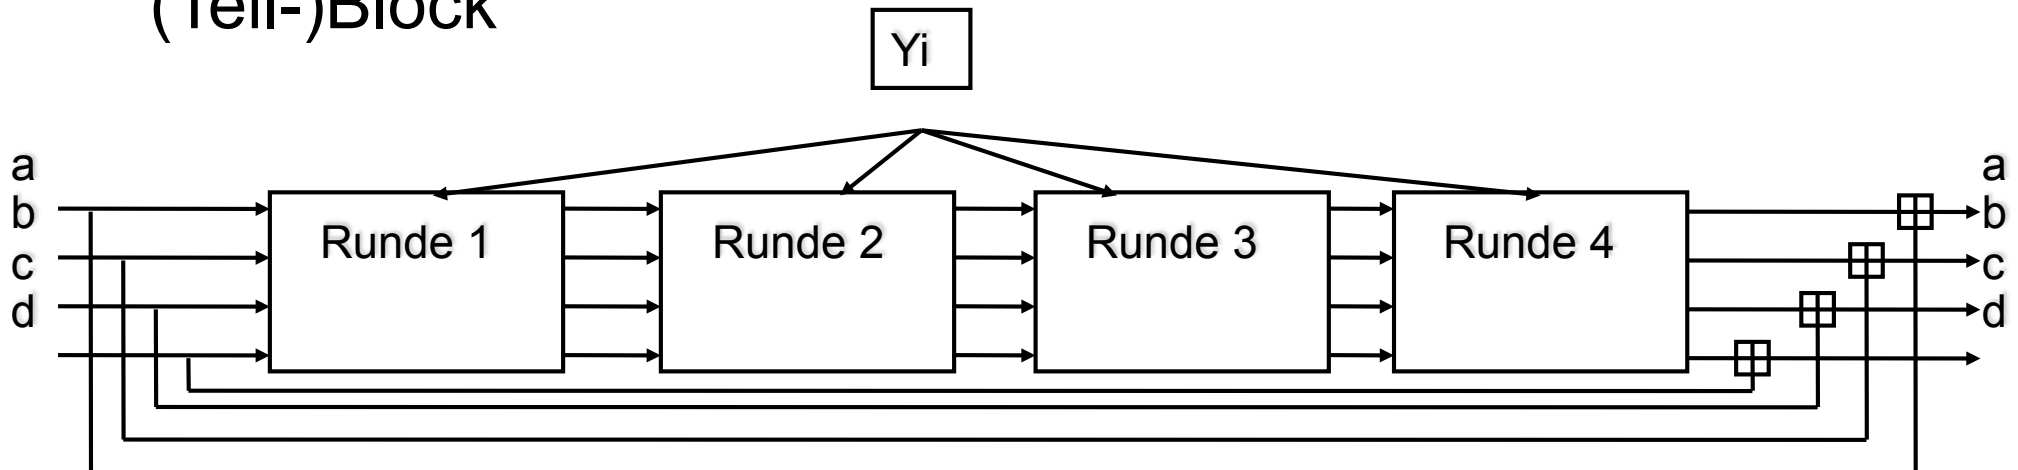 (Teil-)Block
Yi
a
b
c
d
Runde 1
Runde 2
Runde 3
Runde 4
a
b
c
d